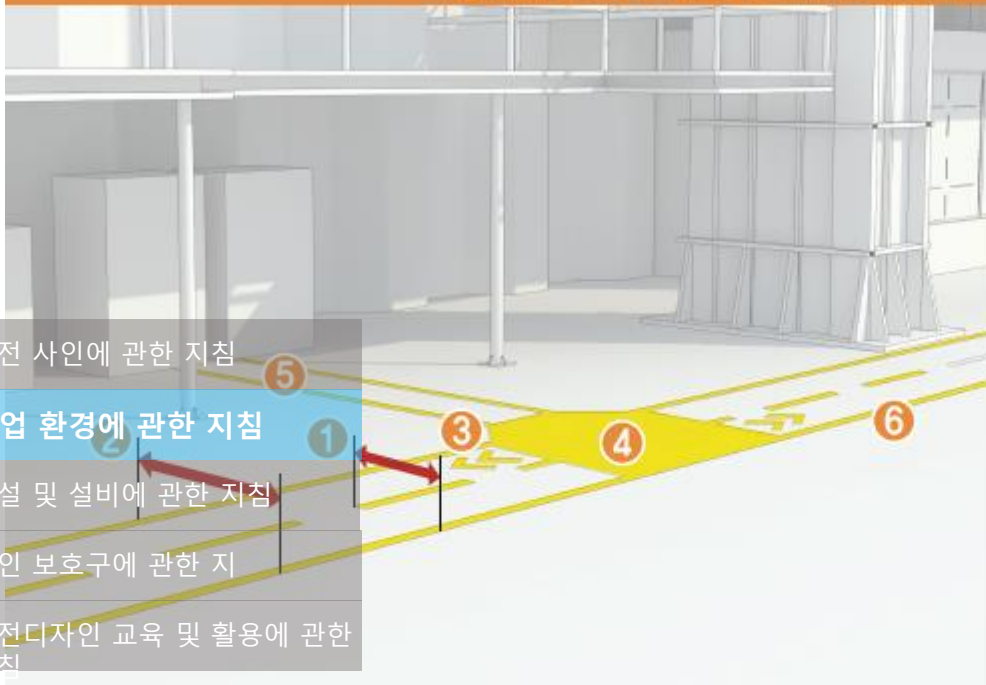 전 사인에 관한 지침
⑤
업 환경에 관한 지침
②
①
③
④
⑥
설 및 설비에 관한 지침
인 보호구에 관한 지
전디자인 교육 및 활용에 관한
침